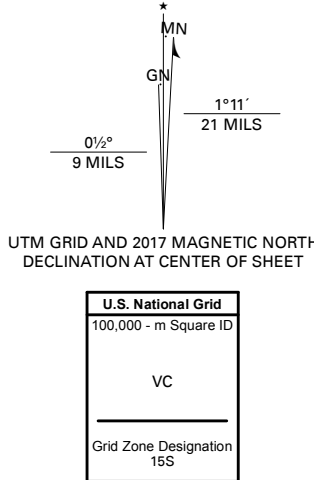 ★
MN
GN
1°11´
21 MILS
0½°
9 MILS
UTM GRID AND 2017 MAGNETIC NORTH
DECLINATION AT CENTER OF SHEET
U.S. National Grid
100,000 - m Square ID
VC
Grid Zone Designation
15S